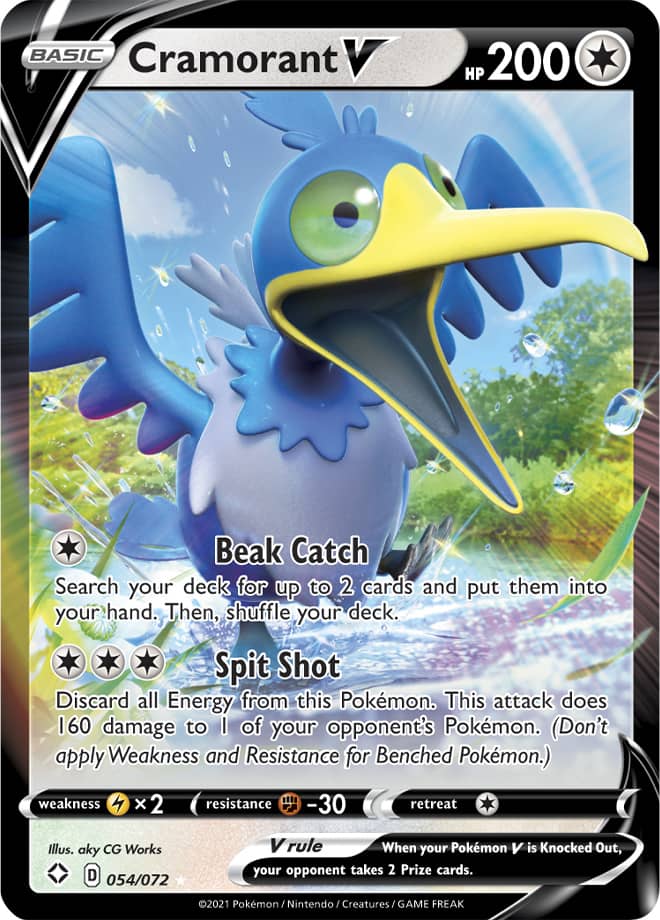 BASIC Cramorant V HP 200
Beak Catch
Search your deck for up to 2 cards and put them into
your hand. Then, shuffle your deck.
Spit Shot
Discard all Energy from this Pokémon. This attack does
160 damage to 1 of your opponent's Pokémon. (Don't
apply Weakness and Resistance for Benched Pokémon.)
weakness ×2 resistance -30 retreat
Illus. aky CG Works
V rule When your Pokémon V is Knocked Out,
your opponent takes 2 Prize cards.
D 054/072
©2021 Pokémon / Nintendo / Creatures / GAME FREAK